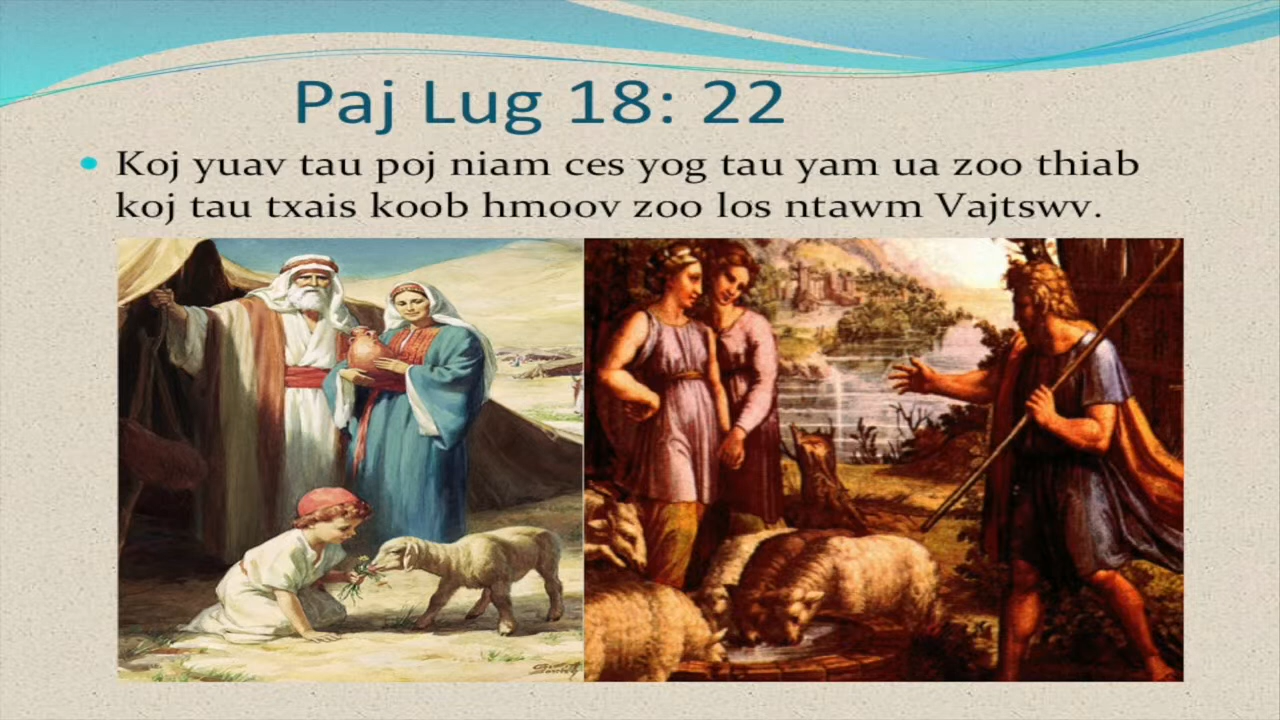 Paj Lug 18: 22
Koj yuav tau poj niam ces yog tau yam ua zoo thiab
koj tau txais koob hmoov zoo los ntawm Vajtswv.